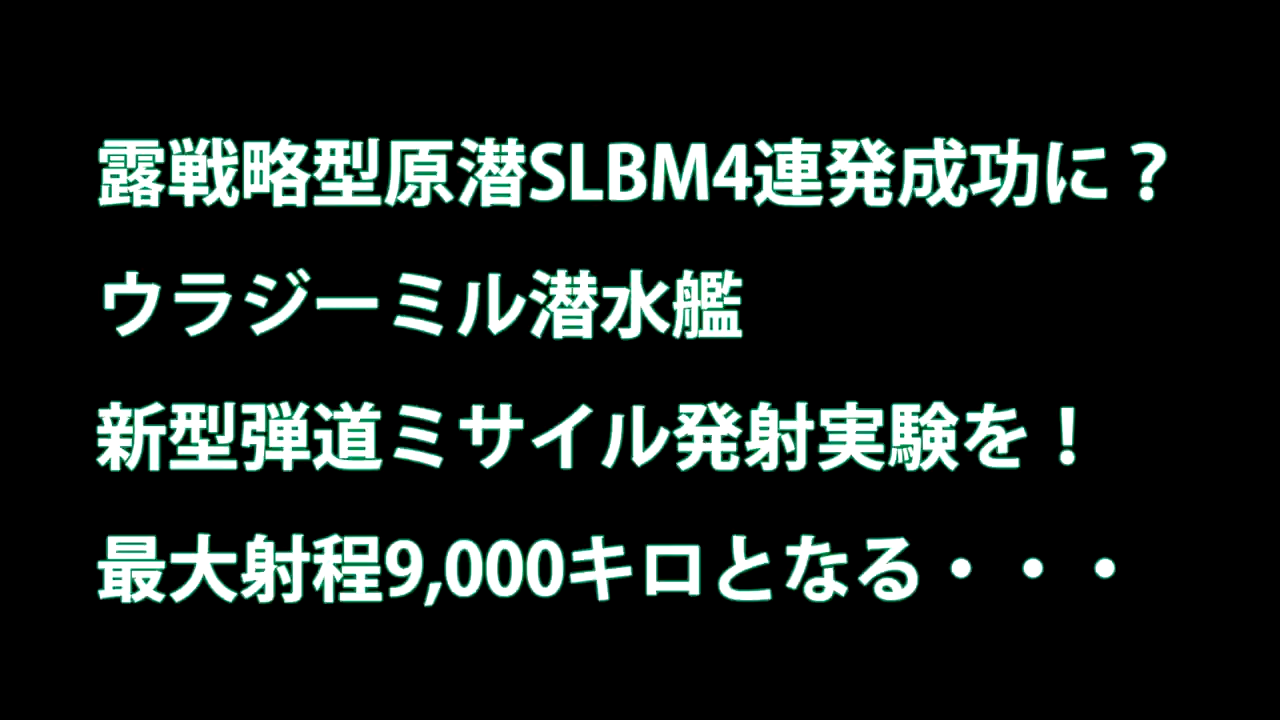 露戦略型原潜SLBM4連発成功に？
ウラジーミル潜水艦
新型弾道ミサイル発射実験を！
最大射程9,000キロとなる・・・